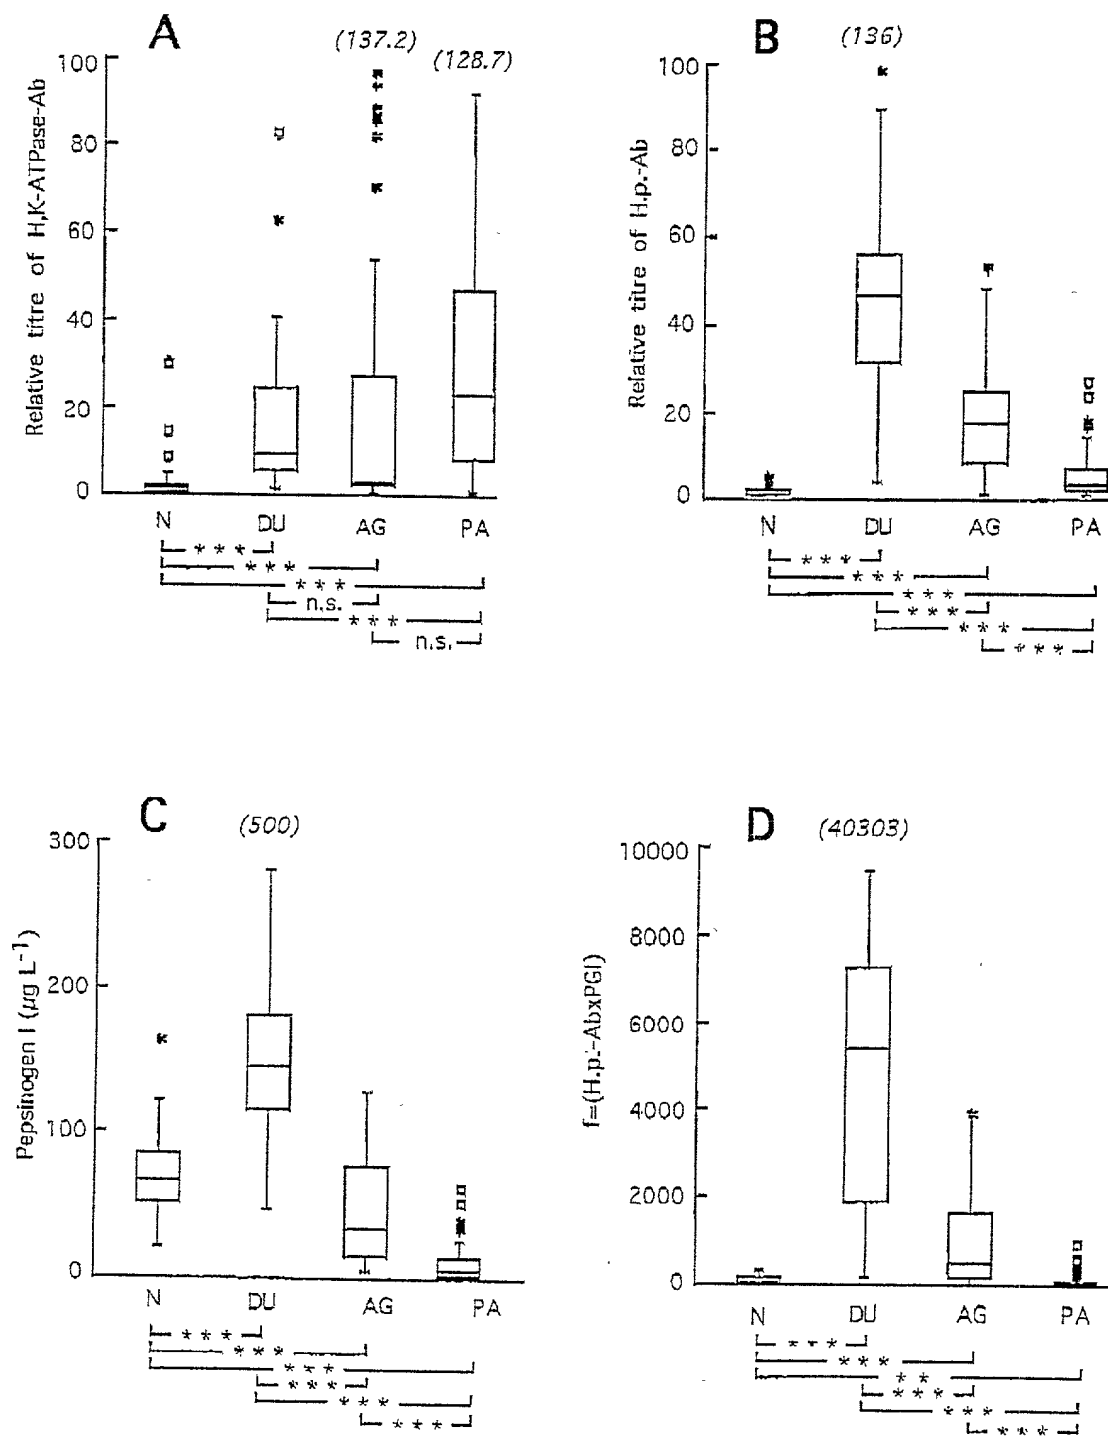 A
(137.2)
(128.7)
Relative titre of H,K-ATPase-Ab
100
80
60
40
20
0
N DU AG PA
* * *
* * *
* * *
n.s.
* * *
n.s.
B
(136)
Relative titre of H.p.-Ab
100
80
60
40
20
0
N DU AG PA
* * *
* * *
* * *
* * *
* * *
* * *
C
(500)
Pepsinogen I (µg L⁻¹)
300
200
100
0
N DU AG PA
* * *
* * *
* * *
* * *
* * *
* * *
D
(40303)
f=(H.p.-AbxPGI)
10000
8000
6000
4000
2000
0
N DU AG PA
* * *
* * *
* *
* * *
* * *
* * *